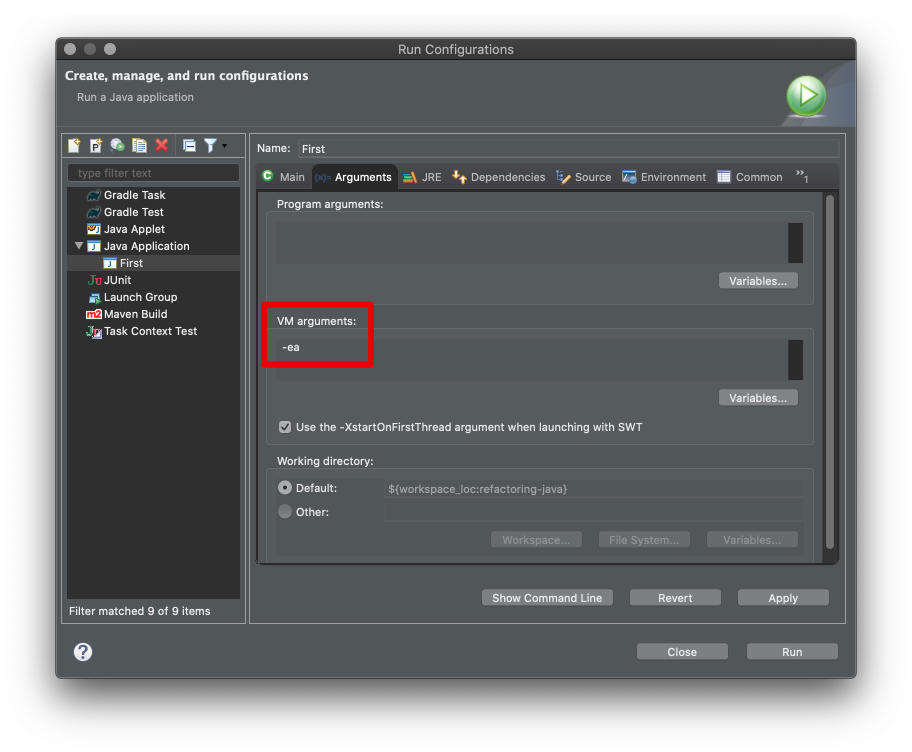 Run Configurations
Create, manage, and run configurations
Run a Java application
type filter text
Gradle Task
Gradle Test
Java Applet
Java Application
First
JUnit
Launch Group
Maven Build
Task Context Test
Filter matched 9 of 9 items
Name: First
Main Arguments JRE Dependencies Source Environment Common »1
Program arguments:
Variables...
VM arguments:
-ea
Variables...
Use the -XstartOnFirstThread argument when launching with SWT
Working directory:
Default: ${workspace_loc:refactoring-java}
Other:
Workspace... File System... Variables...
Show Command Line Revert Apply
Close Run